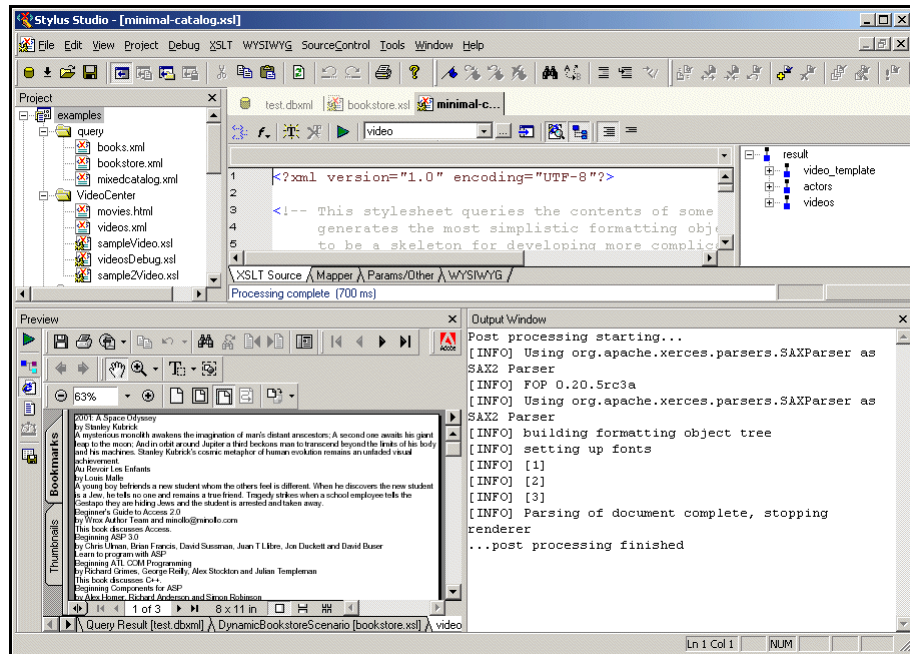 Stylus Studio - [minimal-catalog.xsl]
File Edit View Project Debug XSLT WYSIWYG SourceControl Tools Window Help
Project
examples
query
books.xml
bookstore.xml
mixedcatalog.xml
VideoCenter
movies.html
videos.xml
sampleVideo.xsl
videosDebug.xsl
sample2Video.xsl
test.dbxml bookstore.xsl minimal-c...
video
1 <?xml version="1.0" encoding="UTF-8"?>
2
3 <!-- This stylesheet queries the contents of some
4 generates the most simplistic formatting obj
5 to be a skeleton for developing more complic
XSLT Source Mapper Params/Other WYSIWYG
Processing complete (700 ms)
result
video_template
actors
videos
Preview
Adobe
63%
Bookmarks
Thumbnails
2001: A Space Odyssey
by Stanley Kubrick
A mysterious monolith awakens the imagination of man's distant anscestors; A second one awaits his giant
leap to the moon; And in orbit around Jupiter a third beckons man to transcend beyond the limits of his body
and his machines. Stanley Kubrick's cosmic metaphor of human evolution remains an unfaded visual
achievement.
Au Revoir Les Enfants
by Louis Malle
A young boy befriends a new student whom the others feel is different. When he discovers the new student
is a Jew, he tells no one and remains a true friend. Tragedy strikes when a school employee tells the
Gestapo they are hiding Jews and the student is arrested and taken away.
Beginner's Guide to Access 2.0
by Wrox Author Team and minollo@minollo.com
This book discusses Access.
Beginning ASP 3.0
by Chris Ulman, Brian Francis, David Sussman, Juan T Llibre, Jon Duckett and David Buser
Learn to program with ASP
Beginning ATL COM Programming
by Richard Grimes, George Reilly, Alex Stockton and Julian Templeman
This book discusses C++.
Beginning Components for ASP
by Alex Homer, Richard Anderson and Simon Robinson
1 of 3 8 x 11 in
Query Result [test.dbxml] DynamicBookstoreScenario [bookstore.xsl] video
Output Window
Post processing starting...
[INFO] Using org.apache.xerces.parsers.SAXParser as
SAX2 Parser
[INFO] FOP 0.20.5rc3a
[INFO] Using org.apache.xerces.parsers.SAXParser as
SAX2 Parser
[INFO] building formatting object tree
[INFO] setting up fonts
[INFO] [1]
[INFO] [2]
[INFO] [3]
[INFO] Parsing of document complete, stopping
renderer
...post processing finished
Ln 1 Col 1 NUM